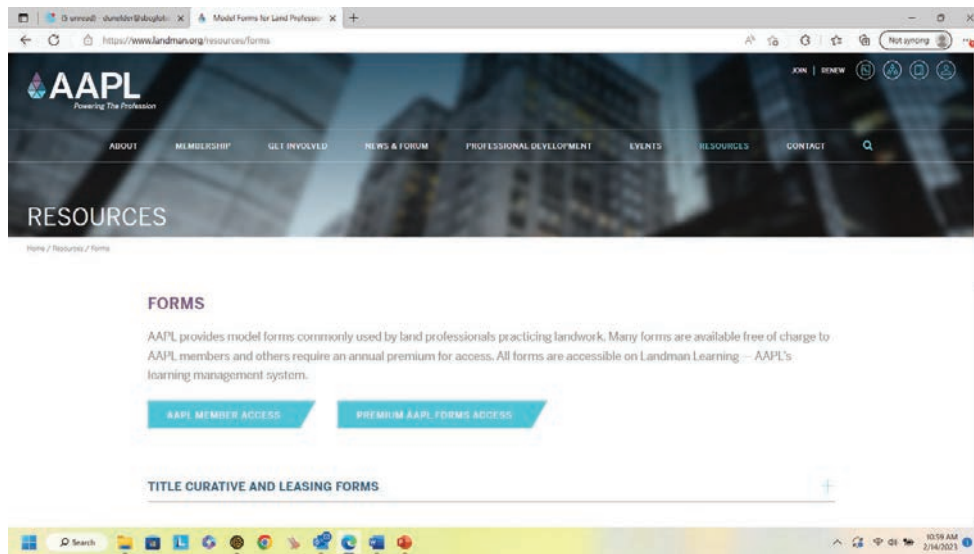 Model Forms for Land Profession
https://www.landman.org/resources/forms
Not syncing
AAPL
Powering The Profession
JOIN | RENEW
ABOUT MEMBERSHIP GET INVOLVED NEWS & FORUM PROFESSIONAL DEVELOPMENT EVENTS RESOURCES CONTACT
RESOURCES
Home / Resources / Forms
FORMS
AAPL provides model forms commonly used by land professionals practicing landwork. Many forms are available free of charge to
AAPL members and others require an annual premium for access. All forms are accessible on Landman Learning — AAPL's
learning management system.
AAPL MEMBER ACCESS PREMIUM AAPL FORMS ACCESS
TITLE CURATIVE AND LEASING FORMS
Search
10:59 AM
2/14/2023